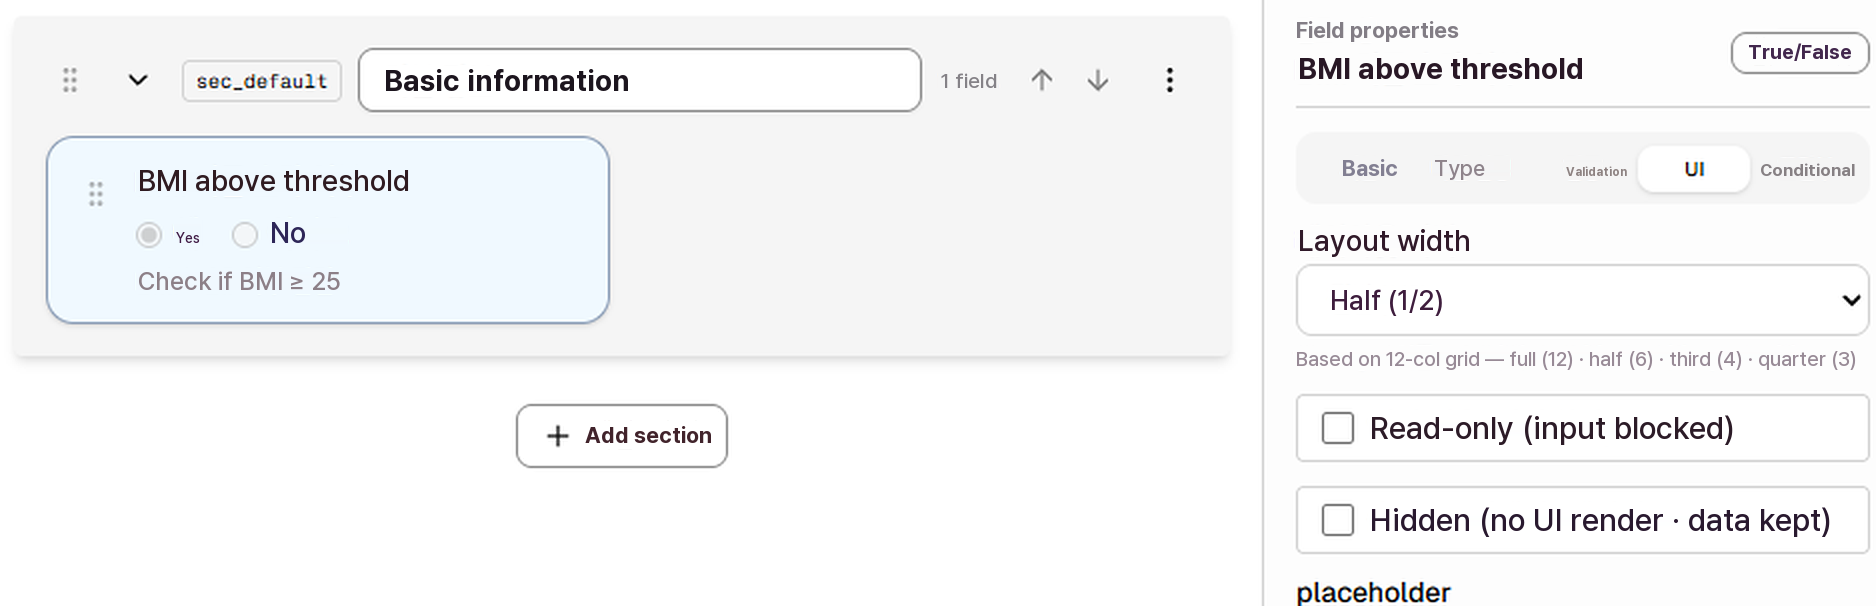 sec_default Basic information 1 field
BMI above threshold
Yes No
Check if BMI ≥ 25
Add section
Field properties
BMI above threshold
True/False
Basic Type Validation UI Conditional
Layout width
Half (1/2)
Based on 12-col grid — full (12) · half (6) · third (4) · quarter (3)
Read-only (input blocked)
Hidden (no UI render · data kept)
placeholder